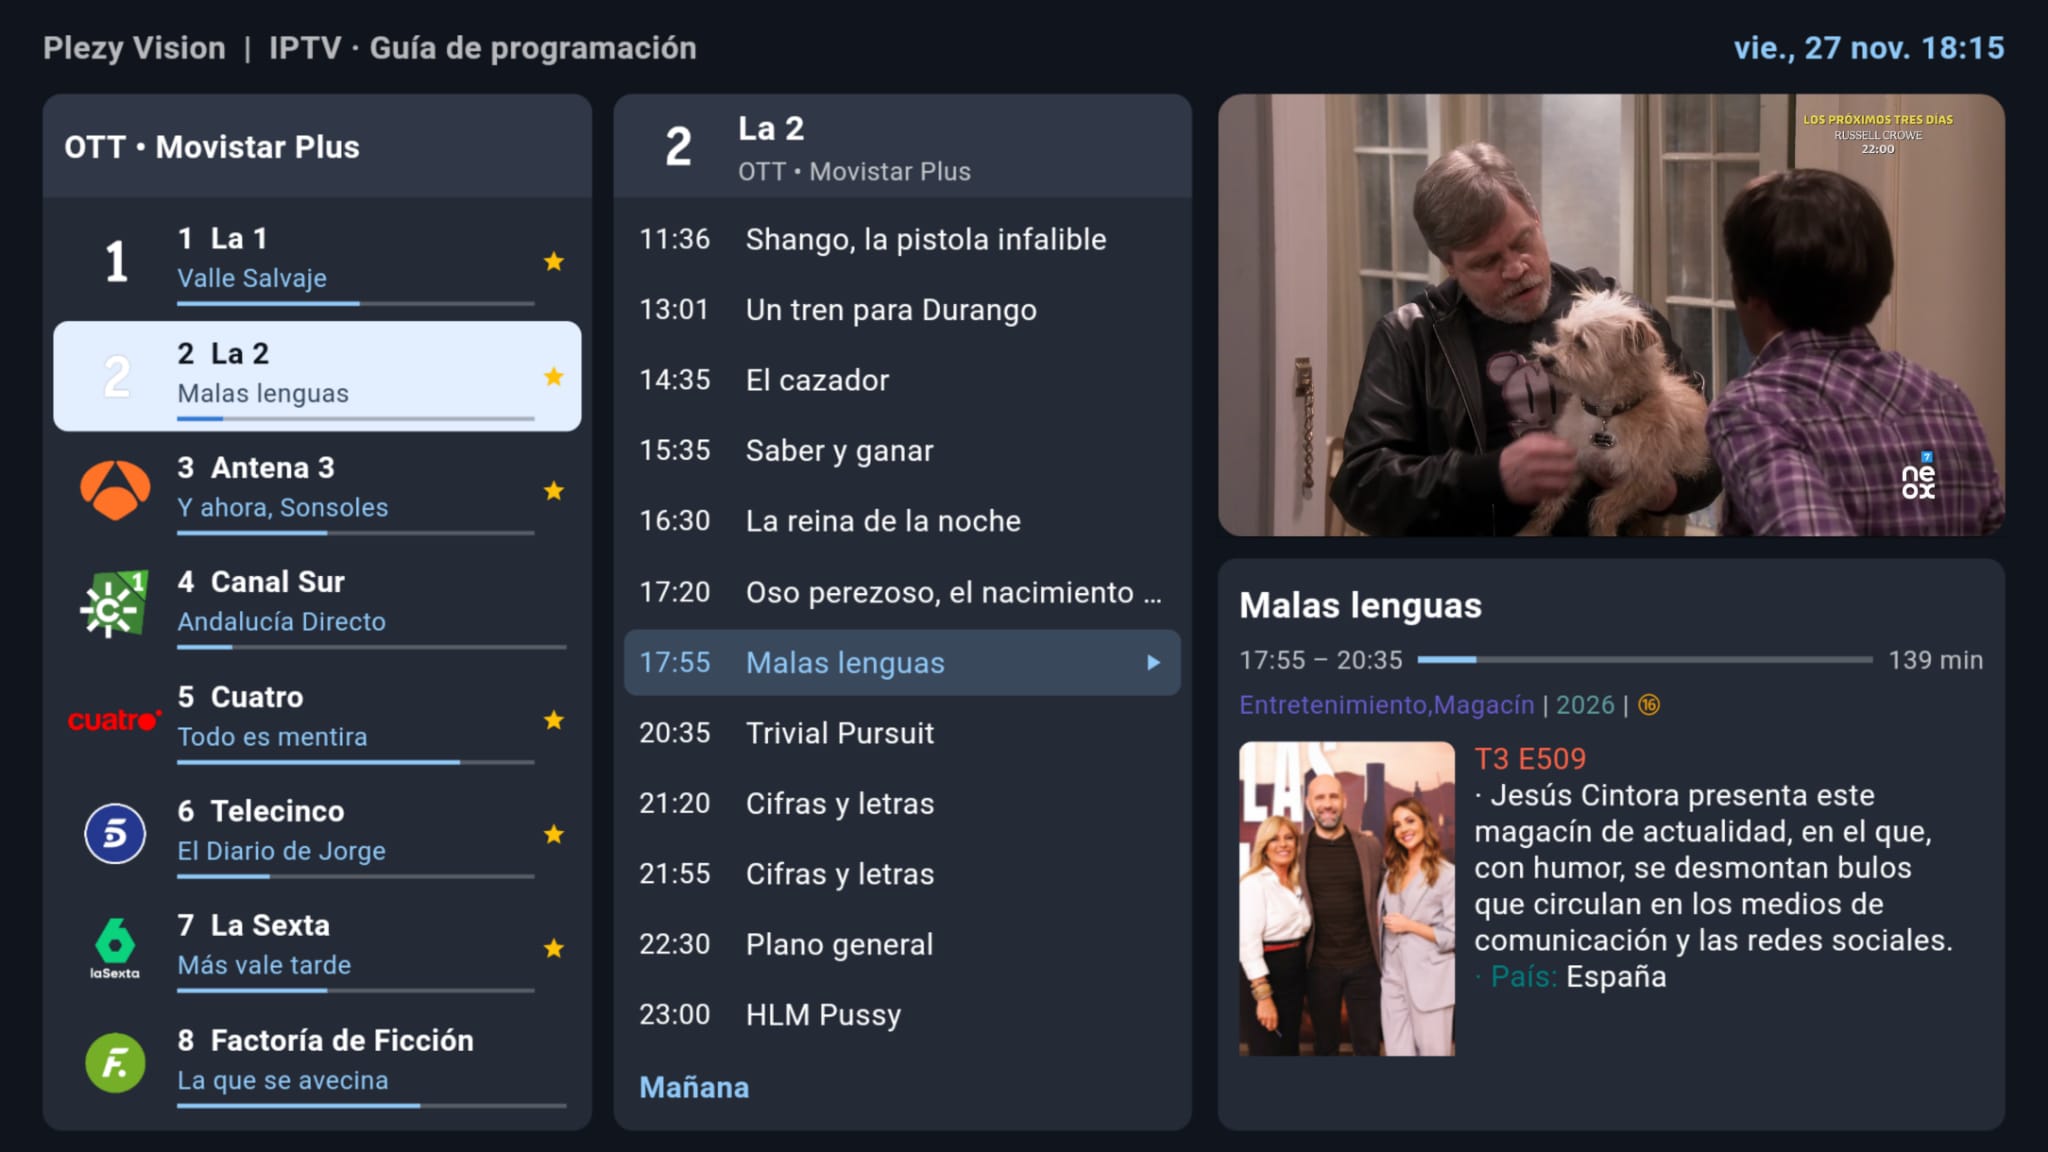 Plezy Vision | IPTV · Guía de programación
vie., 27 nov. 18:15
OTT • Movistar Plus
1
1 La 1
Valle Salvaje
2
2 La 2
Malas lenguas
3 Antena 3
Y ahora, Sonsoles
1
C
4 Canal Sur
Andalucía Directo
cuatro
5 Cuatro
Todo es mentira
5
6 Telecinco
El Diario de Jorge
6
laSexta
7 La Sexta
Más vale tarde
F.
8 Factoría de Ficción
La que se avecina
2
La 2
OTT • Movistar Plus
11:36 Shango, la pistola infalible
13:01 Un tren para Durango
14:35 El cazador
15:35 Saber y ganar
16:30 La reina de la noche
17:20 Oso perezoso, el nacimiento ...
17:55 Malas lenguas
20:35 Trivial Pursuit
21:20 Cifras y letras
21:55 Cifras y letras
22:30 Plano general
23:00 HLM Pussy
Mañana
LOS PRÓXIMOS TRES DÍAS
RUSSELL CROWE
22:00
7
neox
Malas lenguas
17:55 – 20:35
139 min
Entretenimiento,Magacín | 2026 | 16
LAS
T3 E509
· Jesús Cintora presenta este
magacín de actualidad, en el que,
con humor, se desmontan bulos
que circulan en los medios de
comunicación y las redes sociales.
· País: España